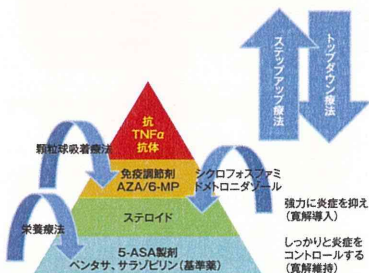 ステップアップ療法
トップダウン療法
抗
TNFα
抗体
顆粒球吸着療法
免疫調節剤
AZA/6-MP
シクロフォスファミ
ドメトロニダゾール
ステロイド
強力に炎症を抑え
(寛解導入)
栄養療法
5-ASA製剤
ペンタサ、サラゾピリン(基準薬)
しっかりと炎症を
コントロールする
(寛解維持)